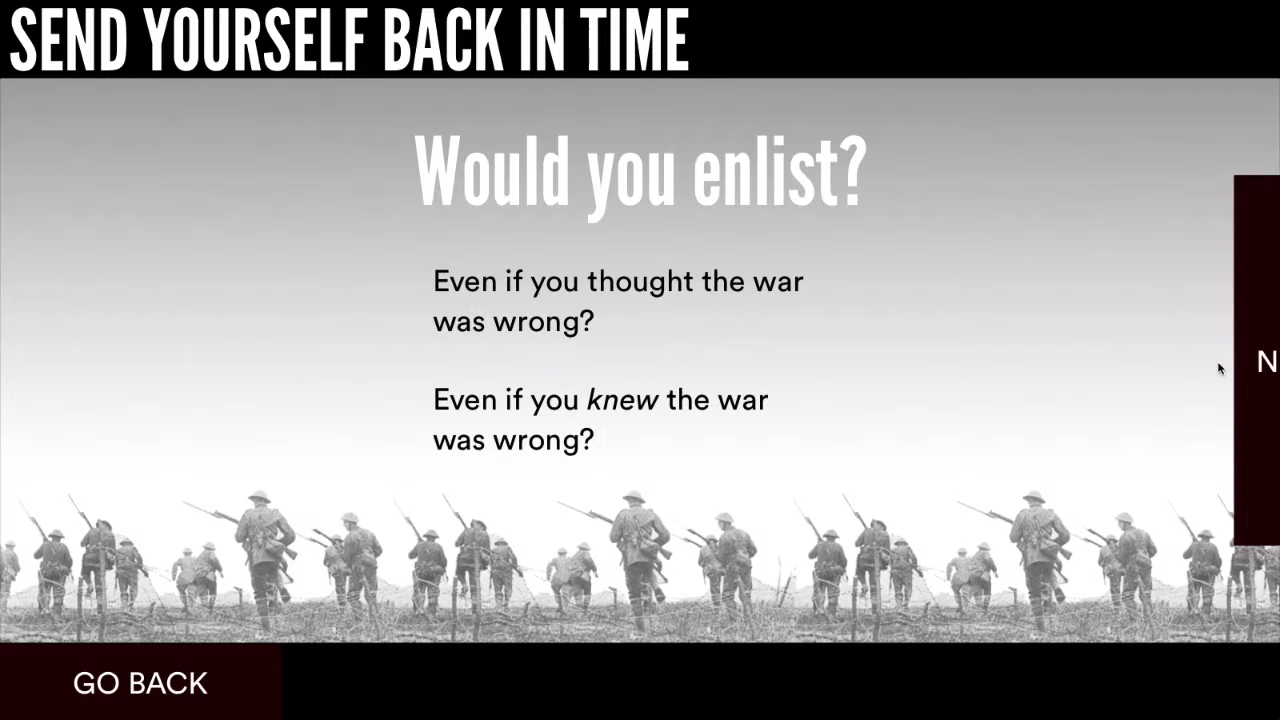 SEND YOURSELF BACK IN TIME
Would you enlist?
Even if you thought the war
was wrong?
Even if you knew the war
was wrong?
N
GO BACK